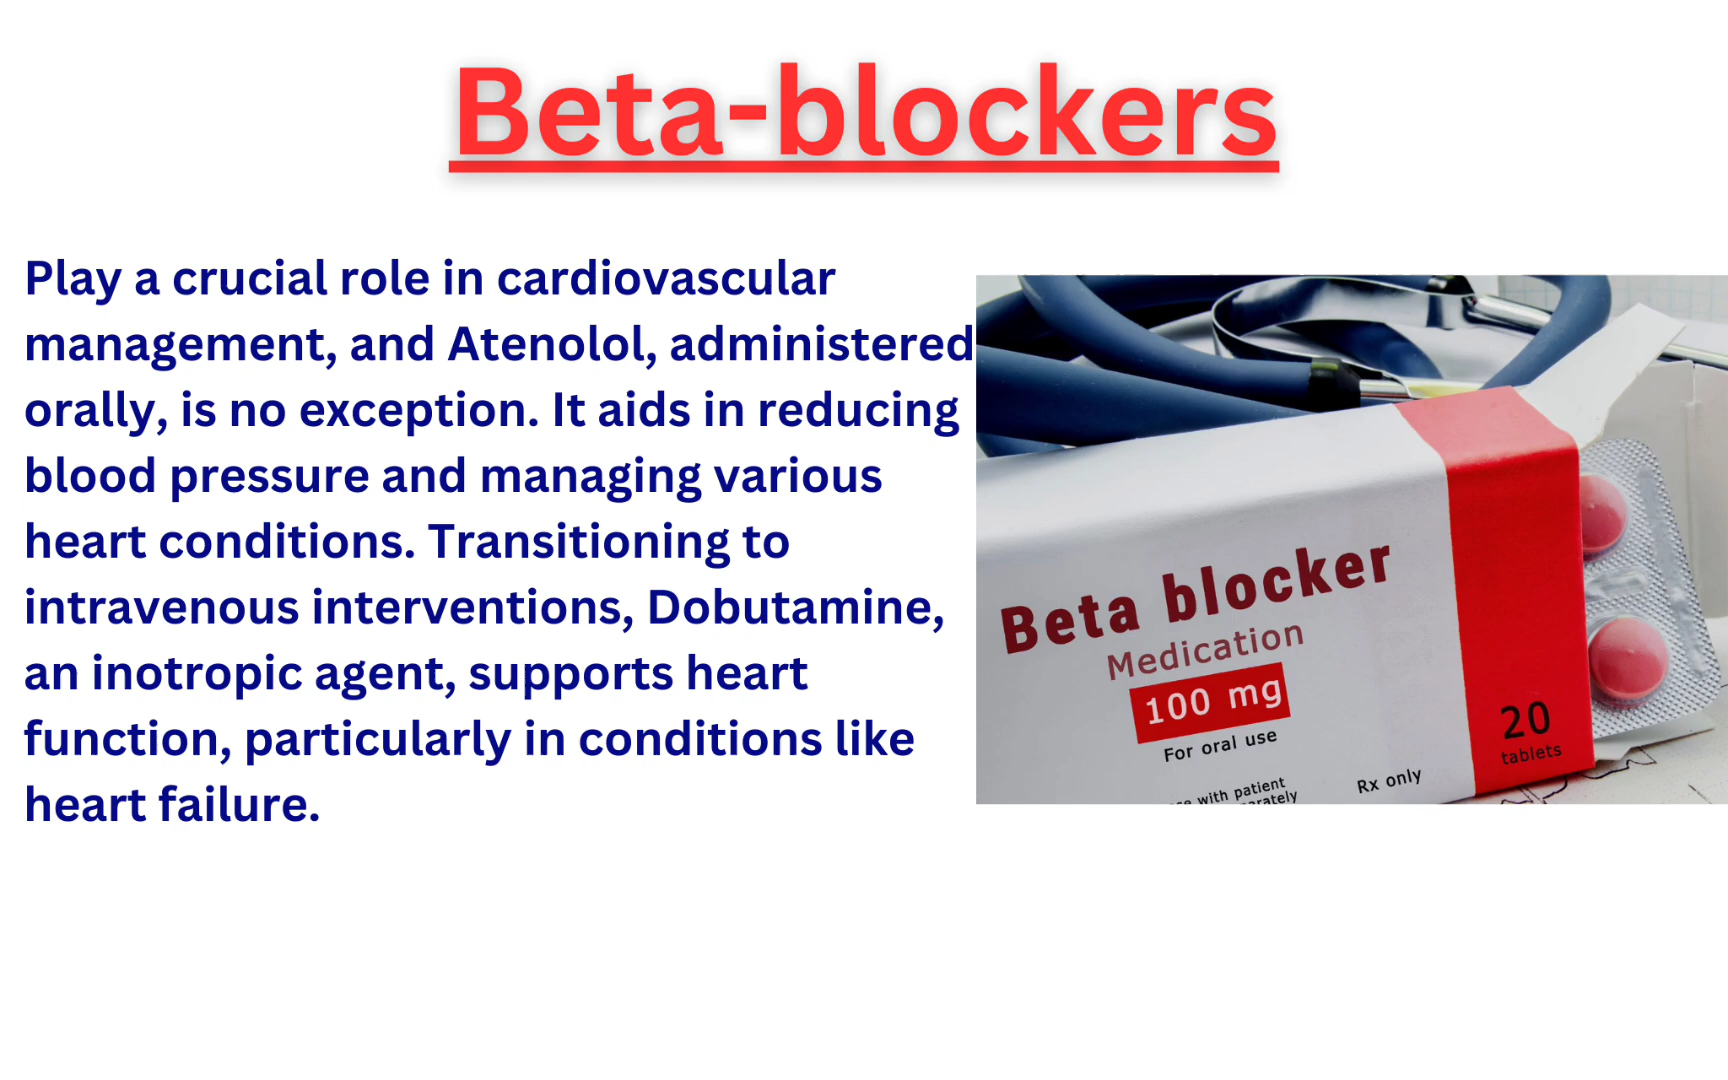 Beta-blockers
Play a crucial role in cardiovascular
management, and Atenolol, administered
orally, is no exception. It aids in reducing
blood pressure and managing various
heart conditions. Transitioning to
intravenous interventions, Dobutamine,
an inotropic agent, supports heart
function, particularly in conditions like
heart failure.
Beta blocker
Medication
100 mg
For oral use
with patient
Rx only
20
tablets